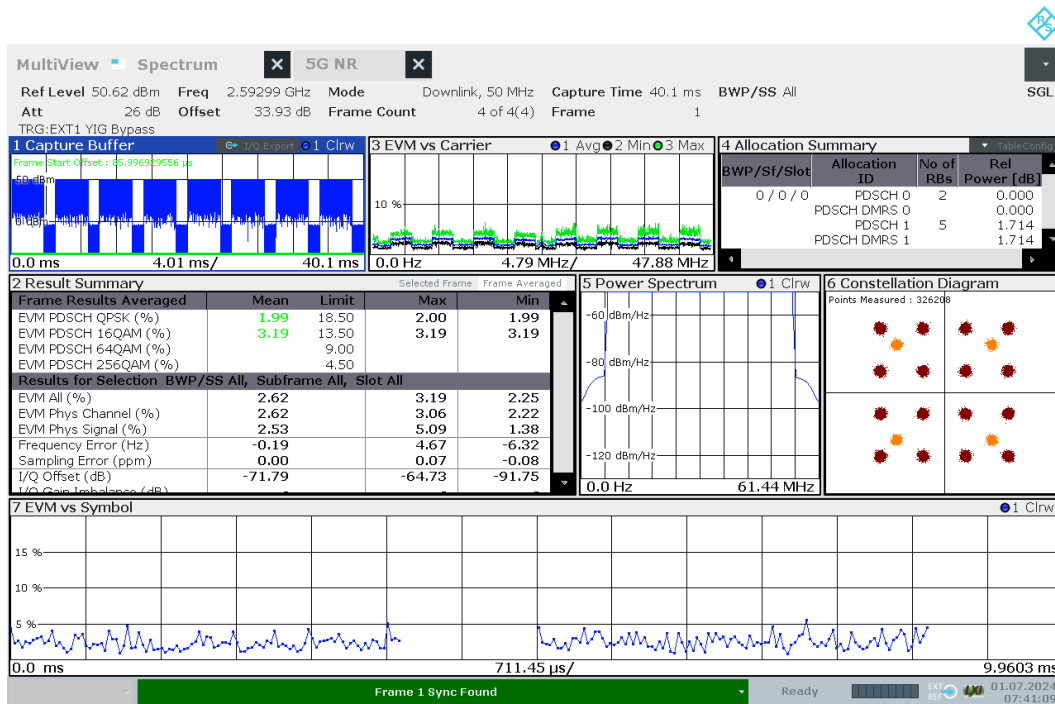 MultiView Spectrum 5G NR
Ref Level 50.62 dBm Freq 2.59299 GHz Mode Downlink, 50 MHz Capture Time 40.1 ms BWP/SS All SGL
Att 26 dB Offset 33.93 dB Frame Count 4 of 4(4) Frame 1
TRG:EXT1 YIG Bypass
1 Capture Buffer I/Q Export 1 Clrw
Frame Start Offset : 85.996929556 µs
50 dBm
0 dBm
0.0 ms 4.01 ms/ 40.1 ms
3 EVM vs Carrier 1 Avg 2 Min 3 Max
10 %
0.0 Hz 4.79 MHz/ 47.88 MHz
4 Allocation Summary TableConfig
BWP/Sf/Slot Allocation ID No of RBs Rel Power [dB]
0 / 0 / 0 PDSCH 0 2 0.000
PDSCH DMRS 0 0.000
PDSCH 1 5 1.714
PDSCH DMRS 1 1.714
2 Result Summary Selected Frame Frame Averaged
Frame Results Averaged Mean Limit Max Min
EVM PDSCH QPSK (%) 1.99 18.50 2.00 1.99
EVM PDSCH 16QAM (%) 3.19 13.50 3.19 3.19
EVM PDSCH 64QAM (%) 9.00
EVM PDSCH 256QAM (%) 4.50
Results for Selection BWP/SS All, Subframe All, Slot All
EVM All (%) 2.62 3.19 2.25
EVM Phys Channel (%) 2.62 3.06 2.22
EVM Phys Signal (%) 2.53 5.09 1.38
Frequency Error (Hz) -0.19 4.67 -6.32
Sampling Error (ppm) 0.00 0.07 -0.08
I/Q Offset (dB) -71.79 -64.73 -91.75
I/Q Gain Imbalance (dB) - - -
5 Power Spectrum 1 Clrw
-60 dBm/Hz
-80 dBm/Hz
-100 dBm/Hz
-120 dBm/Hz
0.0 Hz 61.44 MHz
6 Constellation Diagram
Points Measured : 326208
7 EVM vs Symbol 1 Clrw
15 %
10 %
5 %
0.0 ms 711.45 µs/ 9.9603 ms
Frame 1 Sync Found Ready EXT REF LXI 01.07.2024
07:41:09